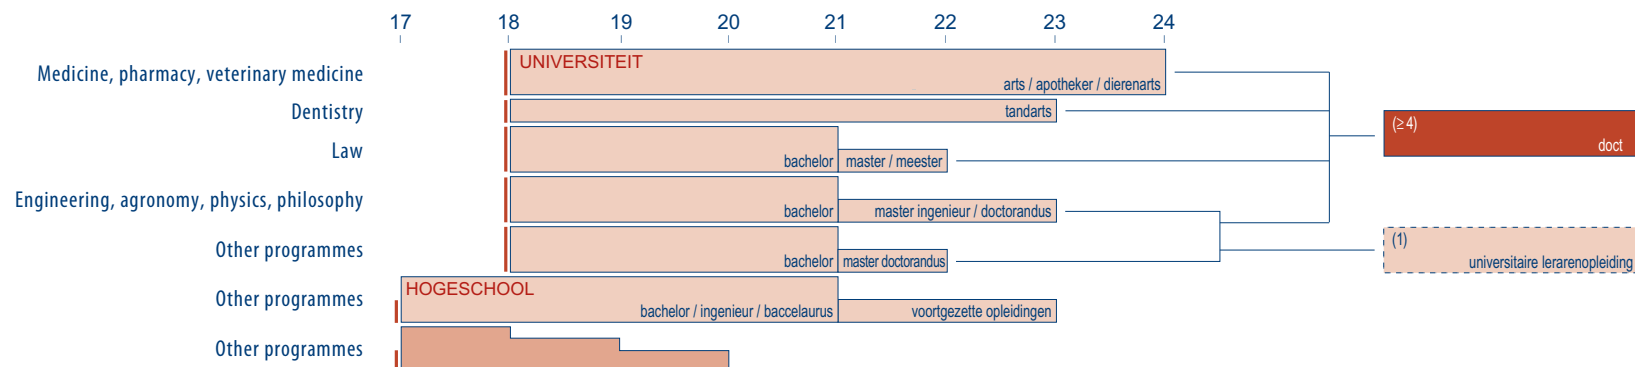 17 18 19 20 21 22 23 24
Medicine, pharmacy, veterinary medicine
UNIVERSITEIT
arts / apotheker / dierenarts
Dentistry
tandarts
(≥4)
doct
Law
bachelor
master / meester
Engineering, agronomy, physics, philosophy
bachelor
master ingenieur / doctorandus
Other programmes
bachelor
master doctorandus
(1)
universitaire lerarenopleiding
Other programmes
HOGESCHOOL
bachelor / ingenieur / baccelaurus
voortgezette opleidingen
Other programmes